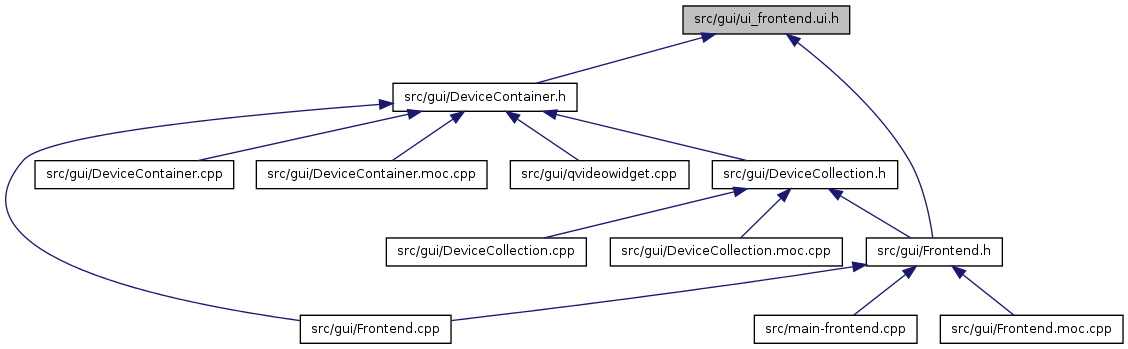 src/gui/ui_frontend.ui.h
src/gui/DeviceContainer.h
src/gui/DeviceContainer.cpp
src/gui/DeviceContainer.moc.cpp
src/gui/qvideowidget.cpp
src/gui/DeviceCollection.h
src/gui/DeviceCollection.cpp
src/gui/DeviceCollection.moc.cpp
src/gui/Frontend.h
src/gui/Frontend.cpp
src/main-frontend.cpp
src/gui/Frontend.moc.cpp